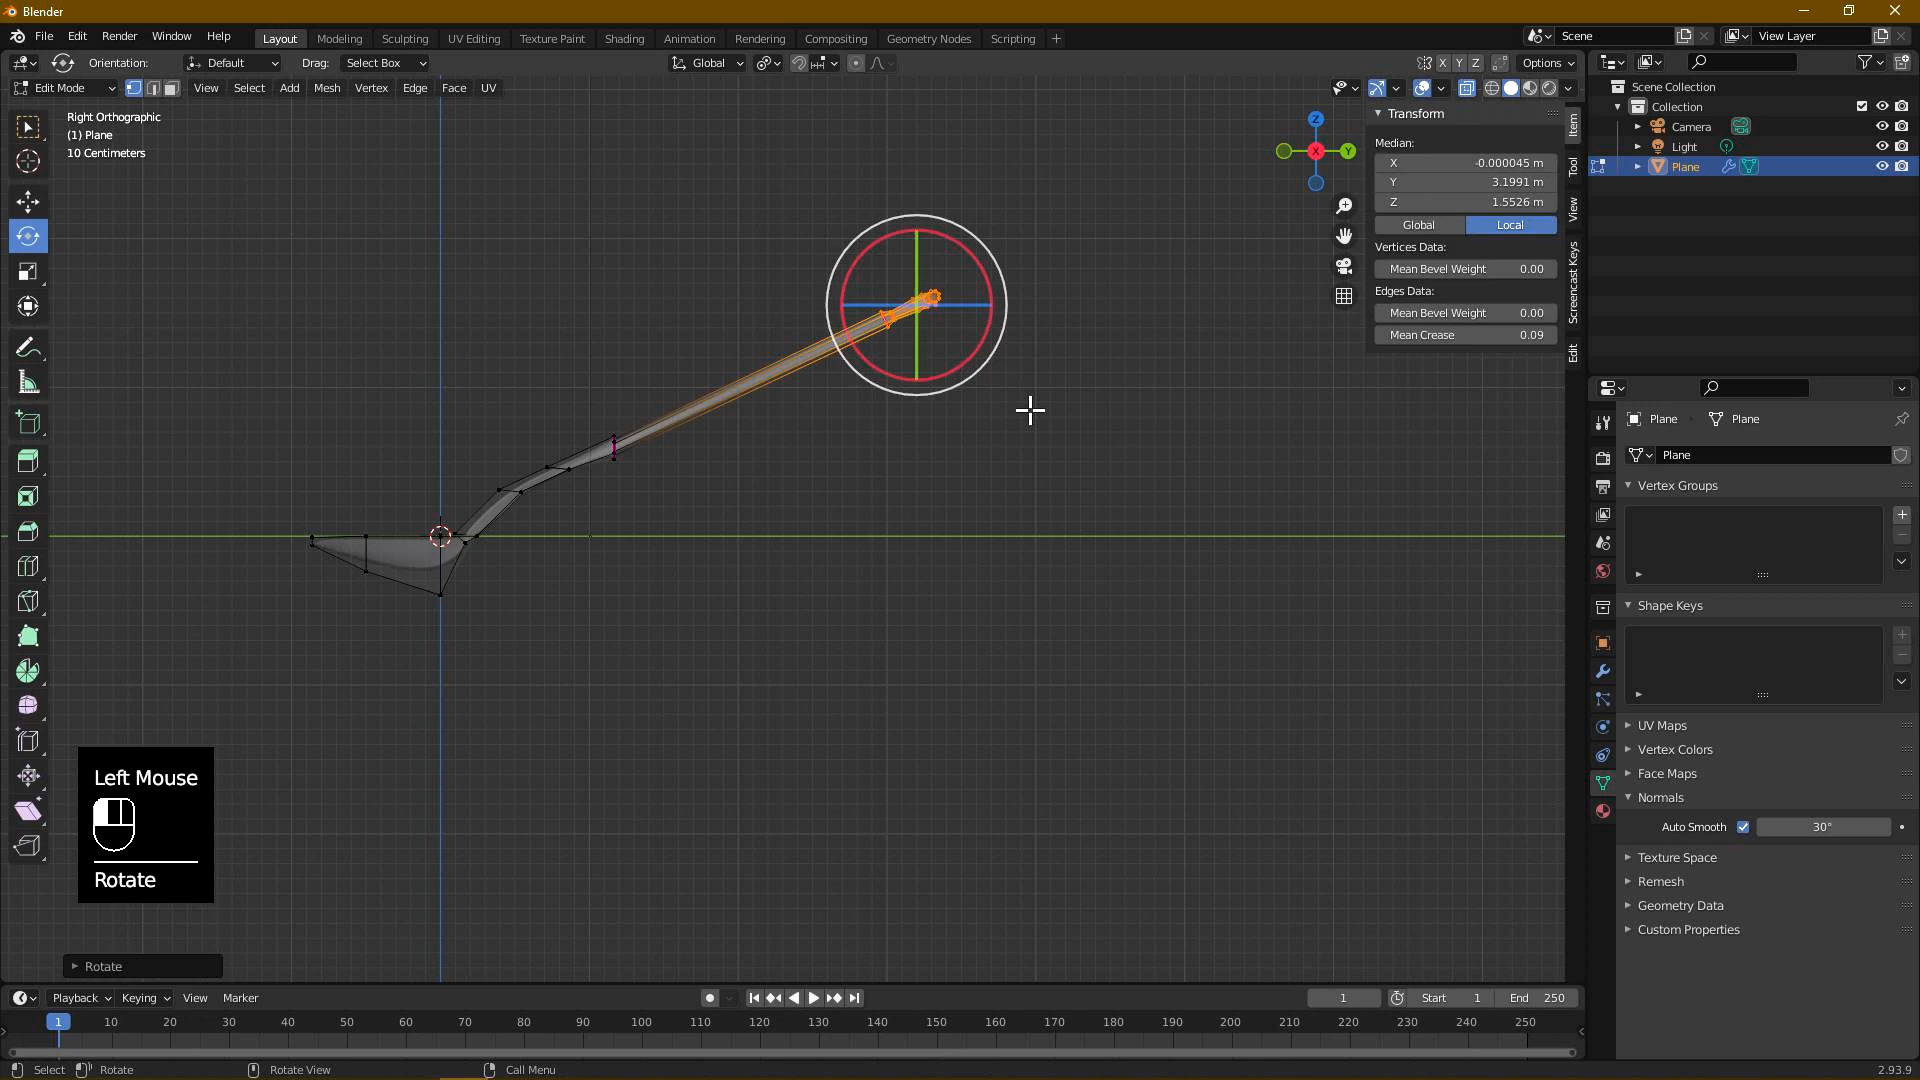 Blender
File Edit Render Window Help
Layout Modeling Sculpting UV Editing Texture Paint Shading Animation Rendering Compositing Geometry Nodes Scripting +
Scene
View Layer
Orientation: Default Drag: Select Box
Global
X Y Z Options
Edit Mode View Select Add Mesh Vertex Edge Face UV
Right Orthographic
(1) Plane
10 Centimeters
Z
X
Y
Transform
Median:
X -0.000045 m
Y 3.1991 m
Z 1.5526 m
Global Local
Vertices Data:
Mean Bevel Weight 0.00
Edges Data:
Mean Bevel Weight 0.00
Mean Crease 0.09
Item
Tool
View
Screencast Keys
Edit
Scene Collection
Collection
Camera
Light
Plane
Plane Plane
Plane
Vertex Groups
Shape Keys
UV Maps
Vertex Colors
Face Maps
Normals
Auto Smooth 30°
Texture Space
Remesh
Geometry Data
Custom Properties
Left Mouse
Rotate
Rotate
Playback Keying View Marker
1 Start 1 End 250
1 10 20 30 40 50 60 70 80 90 100 110 120 130 140 150 160 170 180 190 200 210 220 230 240 250
Select Rotate Rotate View Call Menu
2.93.9